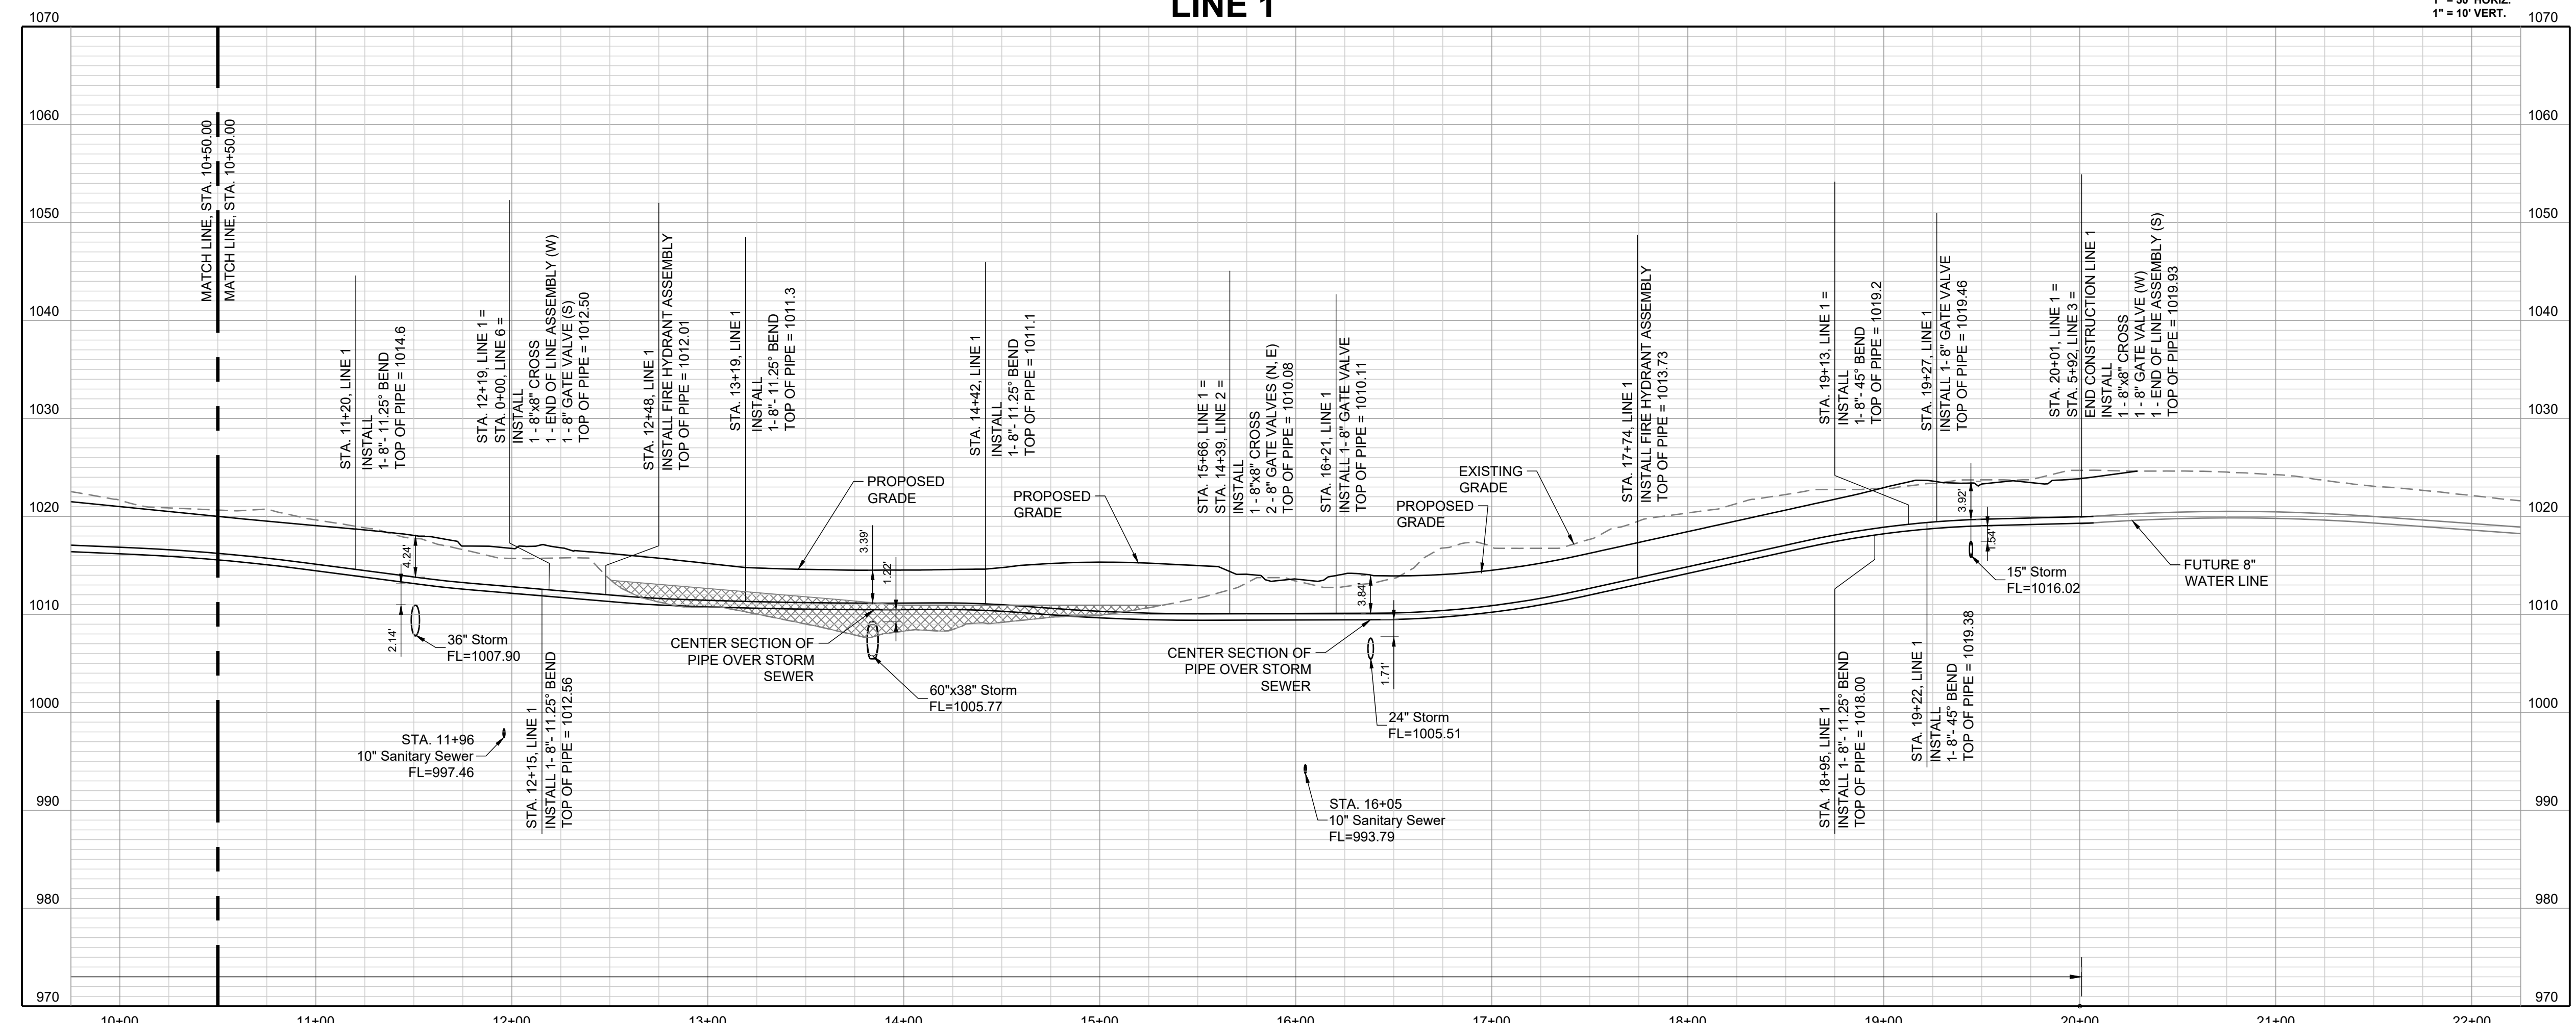 LINE 1
1" = 50' HORIZ.
1" = 10' VERT.
1070
1060
1050
1040
1030
1020
1010
1000
990
980
970
1070
1060
1050
1040
1030
1020
1010
1000
990
980
970
MATCH LINE, STA. 10+50.00
MATCH LINE, STA. 10+50.00
STA. 11+20, LINE 1
INSTALL
1- 8"- 11.25° BEND
TOP OF PIPE = 1014.6
4.24'
2.14'
36" Storm
FL=1007.90
STA. 11+96
10" Sanitary Sewer
FL=997.46
STA. 12+19, LINE 1 =
STA. 0+00, LINE 6 =
INSTALL
1 - 8"x8" CROSS
1 - END OF LINE ASSEMBLY (W)
1 - 8" GATE VALVE (S)
TOP OF PIPE = 1012.50
STA. 12+15, LINE 1
INSTALL 1- 8"- 11.25° BEND
TOP OF PIPE = 1012.56
STA. 12+48, LINE 1
INSTALL FIRE HYDRANT ASSEMBLY
TOP OF PIPE = 1012.01
STA. 13+19, LINE 1
INSTALL
1- 8"- 11.25° BEND
TOP OF PIPE = 1011.3
PROPOSED
GRADE
3.39'
1.22'
CENTER SECTION OF
PIPE OVER STORM
SEWER
60"x38" Storm
FL=1005.77
STA. 14+42, LINE 1
INSTALL
1- 8"- 11.25° BEND
TOP OF PIPE = 1011.1
PROPOSED
GRADE
STA. 15+66, LINE 1 =
STA. 14+39, LINE 2 =
INSTALL
1 - 8"x8" CROSS
2 - 8" GATE VALVES (N, E)
TOP OF PIPE = 1010.08
STA. 16+21, LINE 1
INSTALL 1- 8" GATE VALVE
TOP OF PIPE = 1010.11
3.84'
1.71'
CENTER SECTION OF
PIPE OVER STORM
SEWER
24" Storm
FL=1005.51
STA. 16+05
10" Sanitary Sewer
FL=993.79
EXISTING
GRADE
PROPOSED
GRADE
STA. 17+74, LINE 1
INSTALL FIRE HYDRANT ASSEMBLY
TOP OF PIPE = 1013.73
STA. 19+13, LINE 1 =
INSTALL
1- 8"- 45° BEND
TOP OF PIPE = 1019.2
STA. 18+95, LINE 1
INSTALL 1- 8"- 11.25° BEND
TOP OF PIPE = 1018.00
STA. 19+27, LINE 1
INSTALL 1- 8" GATE VALVE
TOP OF PIPE = 1019.46
STA. 19+22, LINE 1
INSTALL
1- 8"- 45° BEND
TOP OF PIPE = 1019.38
3.92'
1.54'
15" Storm
FL=1016.02
STA. 20+01, LINE 1 =
STA. 5+92, LINE 3 =
END CONSTRUCTION LINE 1
INSTALL
1 - 8"x8" CROSS
1 - 8" GATE VALVE (W)
1 - END OF LINE ASSEMBLY (S)
TOP OF PIPE = 1019.93
FUTURE 8"
WATER LINE
10+00
11+00
12+00
13+00
14+00
15+00
16+00
17+00
18+00
19+00
20+00
21+00
22+00